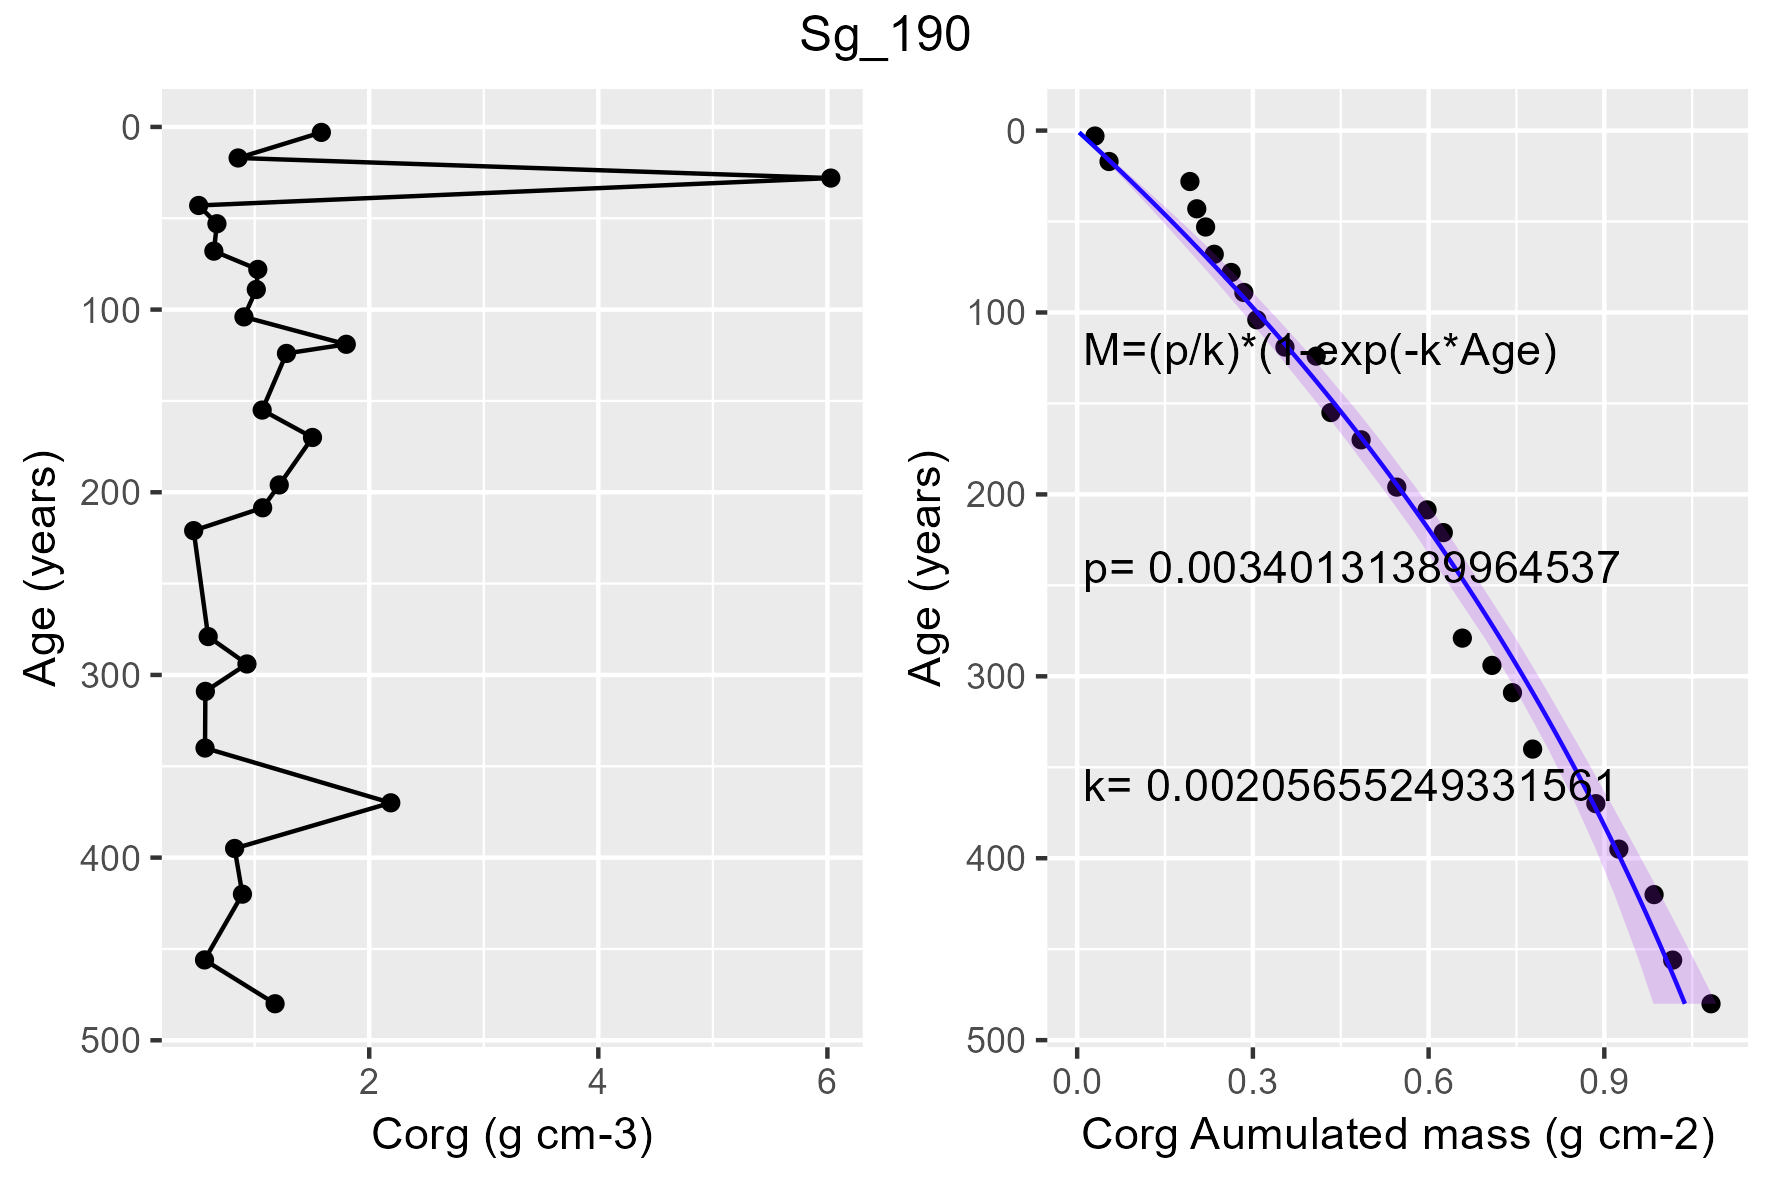 Sg_190
0
100
200
300
400
500
Age (years)
2 4 6
Corg (g cm-3)
0
100
200
300
400
500
Age (years)
M=(p/k)*(1-exp(-k*Age)
p= 0.00340131389964537
k= 0.00205655249331561
0.0 0.3 0.6 0.9
Corg Aumulated mass (g cm-2)